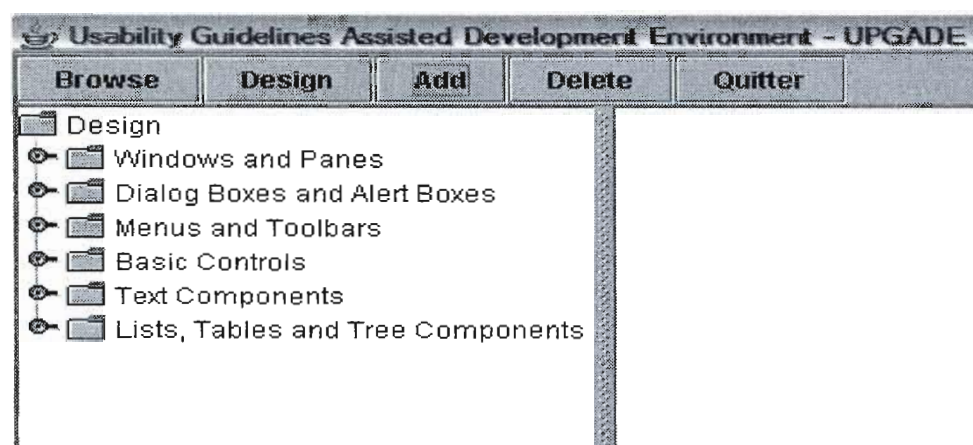 Usability Guidelines Assisted Development Environment - UPGADE
Browse Design Add Delete Quitter
Design
Windows and Panes
Dialog Boxes and Alert Boxes
Menus and Toolbars
Basic Controls
Text Components
Lists, Tables and Tree Components